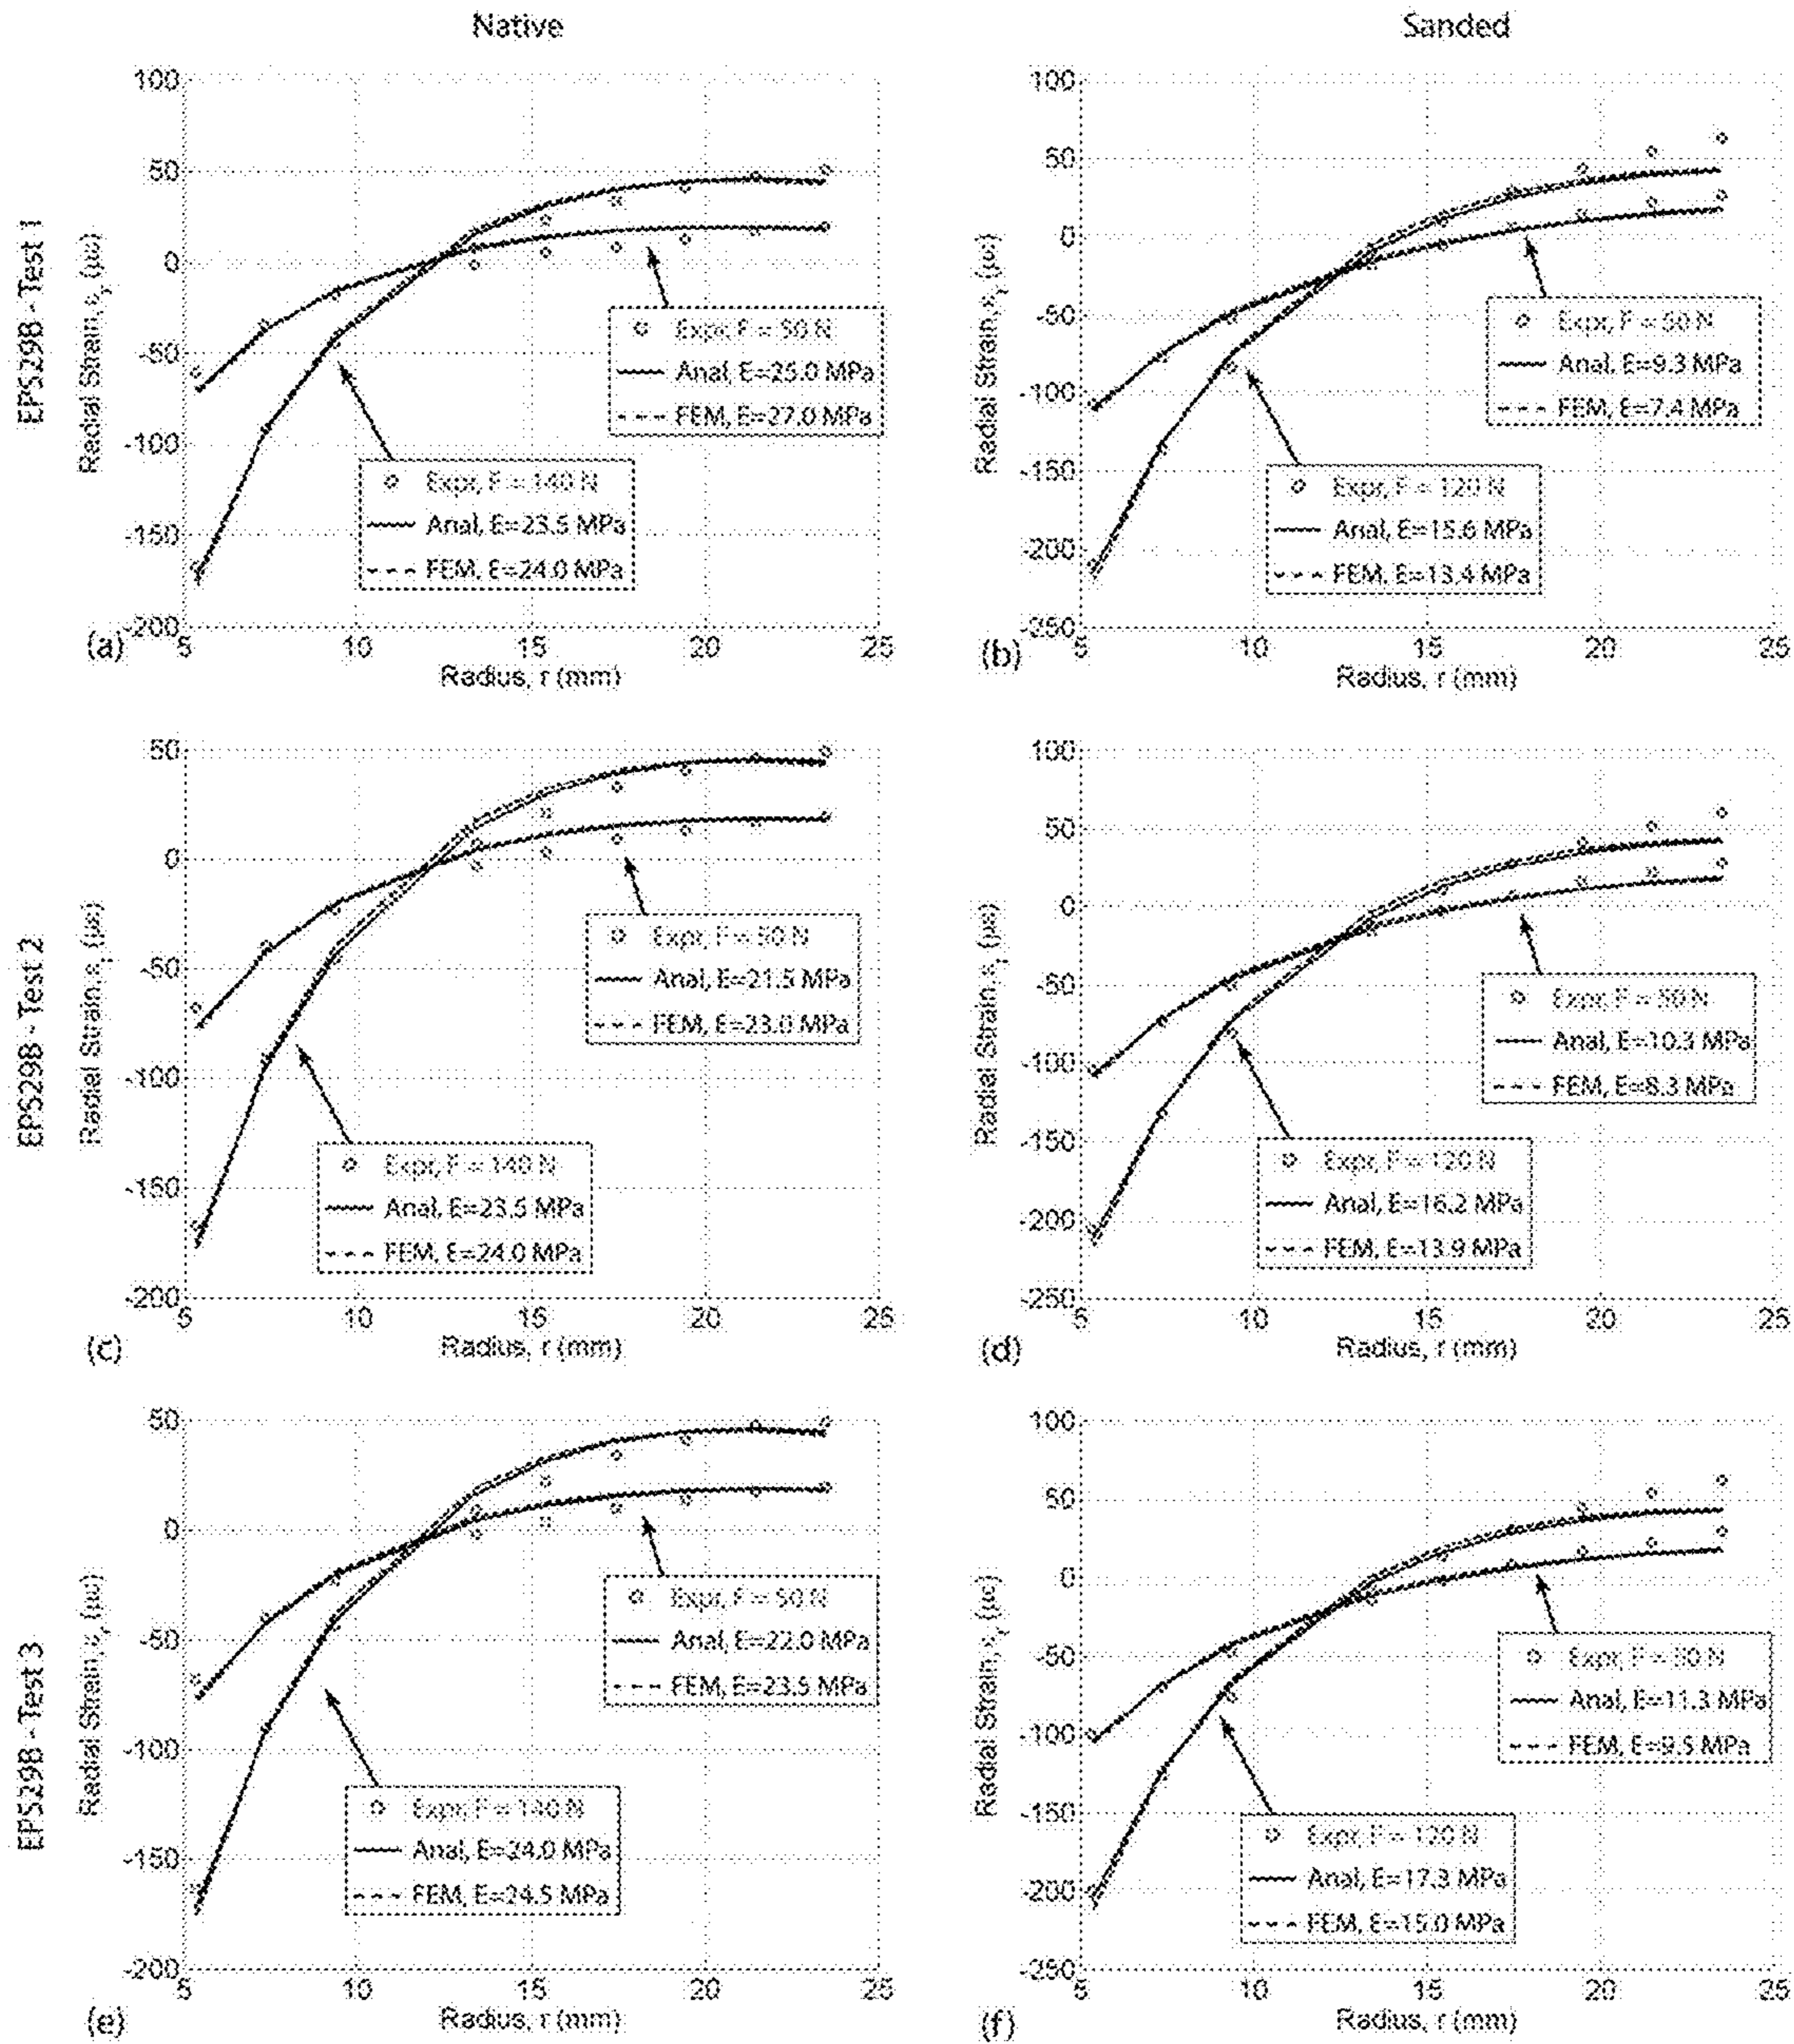 Native
Sanded
EPS29B - Test 1
Radial Strain, εr (με)
100
50
0
-50
-100
-150
-200
5
10
15
20
25
Radius, r (mm)
(a)
Expr, F = 50 N
Anal, E=25.0 MPa
FEM, E=27.0 MPa
Expr, F = 140 N
Anal, E=23.5 MPa
FEM, E=24.0 MPa
Radial Strain, εr (με)
100
50
0
-50
-100
-150
-200
-250
5
10
15
20
25
Radius, r (mm)
(b)
Expr, F = 50 N
Anal, E=9.3 MPa
FEM, E=7.4 MPa
Expr, F = 120 N
Anal, E=15.6 MPa
FEM, E=13.4 MPa
EPS29B - Test 2
Radial Strain, εr (με)
50
0
-50
-100
-150
-200
5
10
15
20
25
Radius, r (mm)
(c)
Expr, F = 50 N
Anal, E=21.5 MPa
FEM, E=23.0 MPa
Expr, F = 140 N
Anal, E=23.5 MPa
FEM, E=24.0 MPa
Radial Strain, εr (με)
100
50
0
-50
-100
-150
-200
-250
5
10
15
20
25
Radius, r (mm)
(d)
Expr, F = 50 N
Anal, E=10.3 MPa
FEM, E=8.3 MPa
Expr, F = 120 N
Anal, E=16.2 MPa
FEM, E=13.9 MPa
EPS29B - Test 3
Radial Strain, εr (με)
50
0
-50
-100
-150
-200
5
10
15
20
25
Radius, r (mm)
(e)
Expr, F = 50 N
Anal, E=22.0 MPa
FEM, E=23.5 MPa
Expr, F = 140 N
Anal, E=24.0 MPa
FEM, E=24.5 MPa
Radial Strain, εr (με)
100
50
0
-50
-100
-150
-200
-250
5
10
15
20
25
Radius, r (mm)
(f)
Expr, F = 50 N
Anal, E=11.3 MPa
FEM, E=9.5 MPa
Expr, F = 120 N
Anal, E=17.3 MPa
FEM, E=15.0 MPa